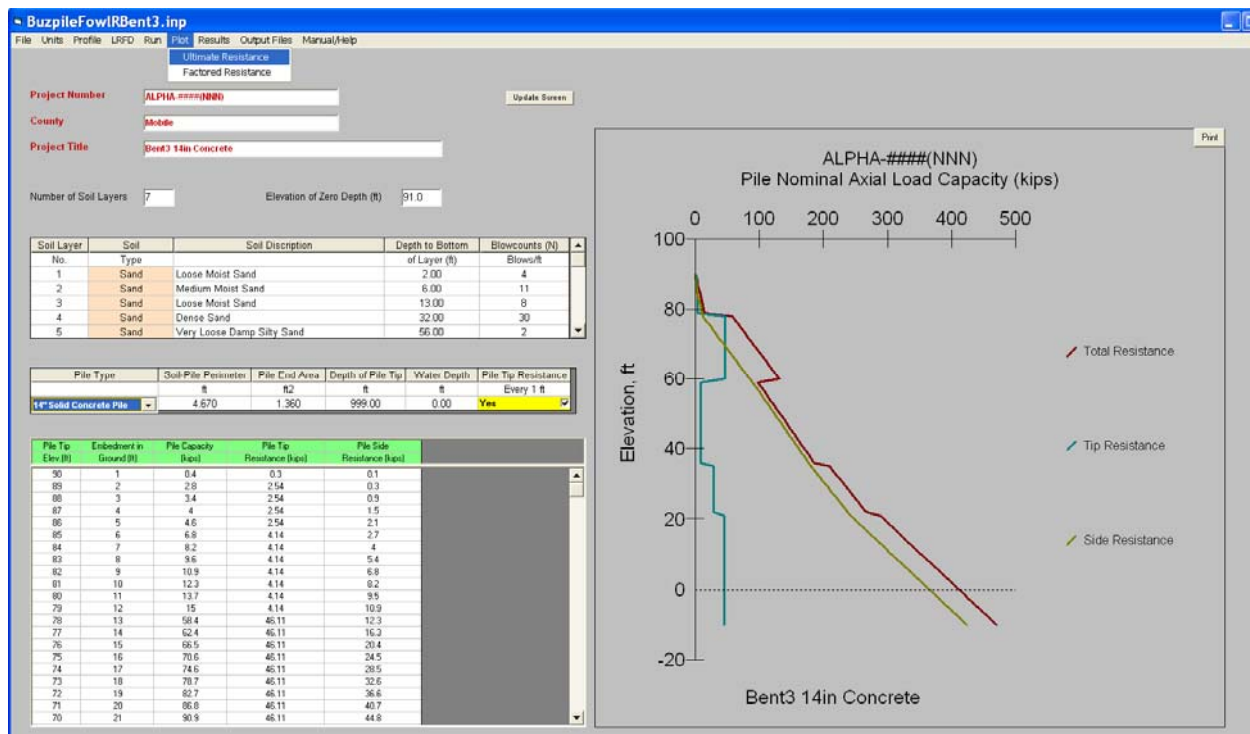 BuzpileFowlRBent3.inp
File Units Profile LRFD Run Plot Results Output Files Manual/Help
Ultimate Resistance
Factored Resistance
Project Number ALPHA-####(NNN) Update Screen
County Mobile
Project Title Bent3 14in Concrete
Number of Soil Layers 7 Elevation of Zero Depth (ft) 91.0
Soil Layer Soil Soil Discription Depth to Bottom Blowcounts (N)
No. Type of Layer (ft) Blows/ft
1 Sand Loose Moist Sand 2.00 4
2 Sand Medium Moist Sand 6.00 11
3 Sand Loose Moist Sand 13.00 8
4 Sand Dense Sand 32.00 30
5 Sand Very Loose Damp Silty Sand 56.00 2
Pile Type Soil-Pile Perimeter Pile End Area Depth of Pile Tip Water Depth Pile Tip Resistance
ft ft2 ft ft Every 1 ft
14" Solid Concrete Pile 4.670 1.360 999.00 0.00 Yes
Pile Tip Embedment in Pile Capacity Pile Tip Pile Side
Elev.(ft) Ground (ft) (kips) Resistance (kips) Resistance (kips)
90 1 0.4 0.3 0.1
89 2 2.8 2.54 0.3
88 3 3.4 2.54 0.9
87 4 4 2.54 1.5
86 5 4.6 2.54 2.1
85 6 6.8 4.14 2.7
84 7 8.2 4.14 4
83 8 9.6 4.14 5.4
82 9 10.9 4.14 6.8
81 10 12.3 4.14 8.2
80 11 13.7 4.14 9.5
79 12 15 4.14 10.9
78 13 58.4 46.11 12.3
77 14 62.4 46.11 16.3
76 15 66.5 46.11 20.4
75 16 70.6 46.11 24.5
74 17 74.6 46.11 28.5
73 18 78.7 46.11 32.6
72 19 82.7 46.11 36.6
71 20 86.8 46.11 40.7
70 21 90.9 46.11 44.8
Print
ALPHA-####(NNN)
Pile Nominal Axial Load Capacity (kips)
0 100 200 300 400 500
100
80
60
40
20
0
-20
Elevation, ft
Total Resistance
Tip Resistance
Side Resistance
Bent3 14in Concrete